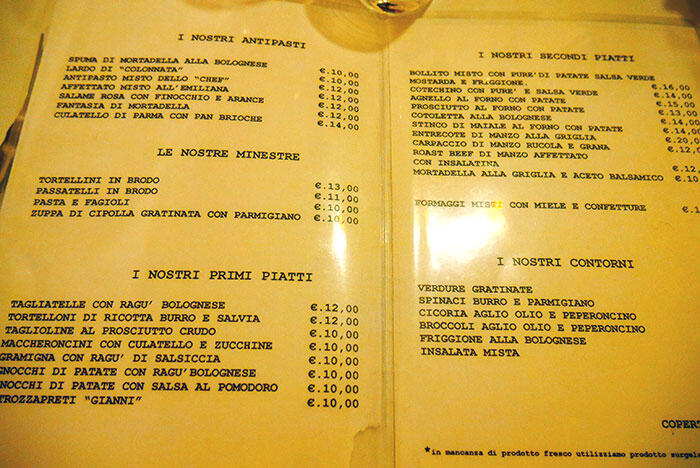 I NOSTRI ANTIPASTI
SPUMA DI MORTADELLA ALLA BOLOGNESE €.10,00
LARDO DI "COLONNATA" €.10,00
ANTIPASTO MISTO DELLO "CHEF" €.12,00
AFFETTATO MISTO ALL'EMILIANA €.12,00
SALAME ROSA CON FINOCCHIO E ARANCE €.12,00
FANTASIA DI MORTADELLA €.12,00
CULATELLO DI PARMA CON PAN BRIOCHE €.14,00
LE NOSTRE MINESTRE
TORTELLINI IN BRODO €.13,00
PASSATELLI IN BRODO €.11,00
PASTA E FAGIOLI €.10,00
ZUPPA DI CIPOLLA GRATINATA CON PARMIGIANO €.10,00
I NOSTRI PRIMI PIATTI
TAGLIATELLE CON RAGU' BOLOGNESE €.12,00
TORTELLONI DI RICOTTA BURRO E SALVIA €.12,00
TAGLIOLINE AL PROSCIUTTO CRUDO €.10,00
MACCHERONCINI CON CULATELLO E ZUCCHINE €.10,00
GRAMIGNA CON RAGU' DI SALSICCIA €.10,00
GNOCCHI DI PATATE CON RAGU'BOLOGNESE €.10,00
NOCCHI DI PATATE CON SALSA AL POMODORO €.10,00
TROZZAPRETI "GIANNI" €.10,00
I NOSTRI SECONDI PIATTI
BOLLITO MISTO CON PURE'DI PATATE SALSA VERDE
MOSTARDA E FRIGGIONE. €.16,00
COTECHINO CON PURE' E SALSA VERDE €.14,00
AGNELLO AL FORNO CON PATATE €.15,00
PROSCIUTTO AL FORNO CON PATATE €.13,00
COTOLETTA ALLA BOLOGNESE €.14,00
STINCO DI MAIALE AL FORNO CON PATATE €.14,00
ENTRECOTE DI MANZO ALLA GRIGLIA €.20,0
CARPACCIO DI MANZO RUCOLA E GRANA €.12,
ROAST BEEF DI MANZO AFFETTATO
CON INSALATINA €.12,
MORTADELLA ALLA GRIGLIA E ACETO BALSAMICO €.10
FORMAGGI MISTI CON MIELE E CONFETTURE €.1
I NOSTRI CONTORNI
VERDURE GRATINATE
SPINACI BURRO E PARMIGIANO
CICORIA AGLIO OLIO E PEPERONCINO
BROCCOLI AGLIO OLIO E PEPERONCINO
FRIGGIONE ALLA BOLOGNESE
INSALATA MISTA
COPERT
*in mancanza di prodotto fresco utiliziamo prodotto surgel